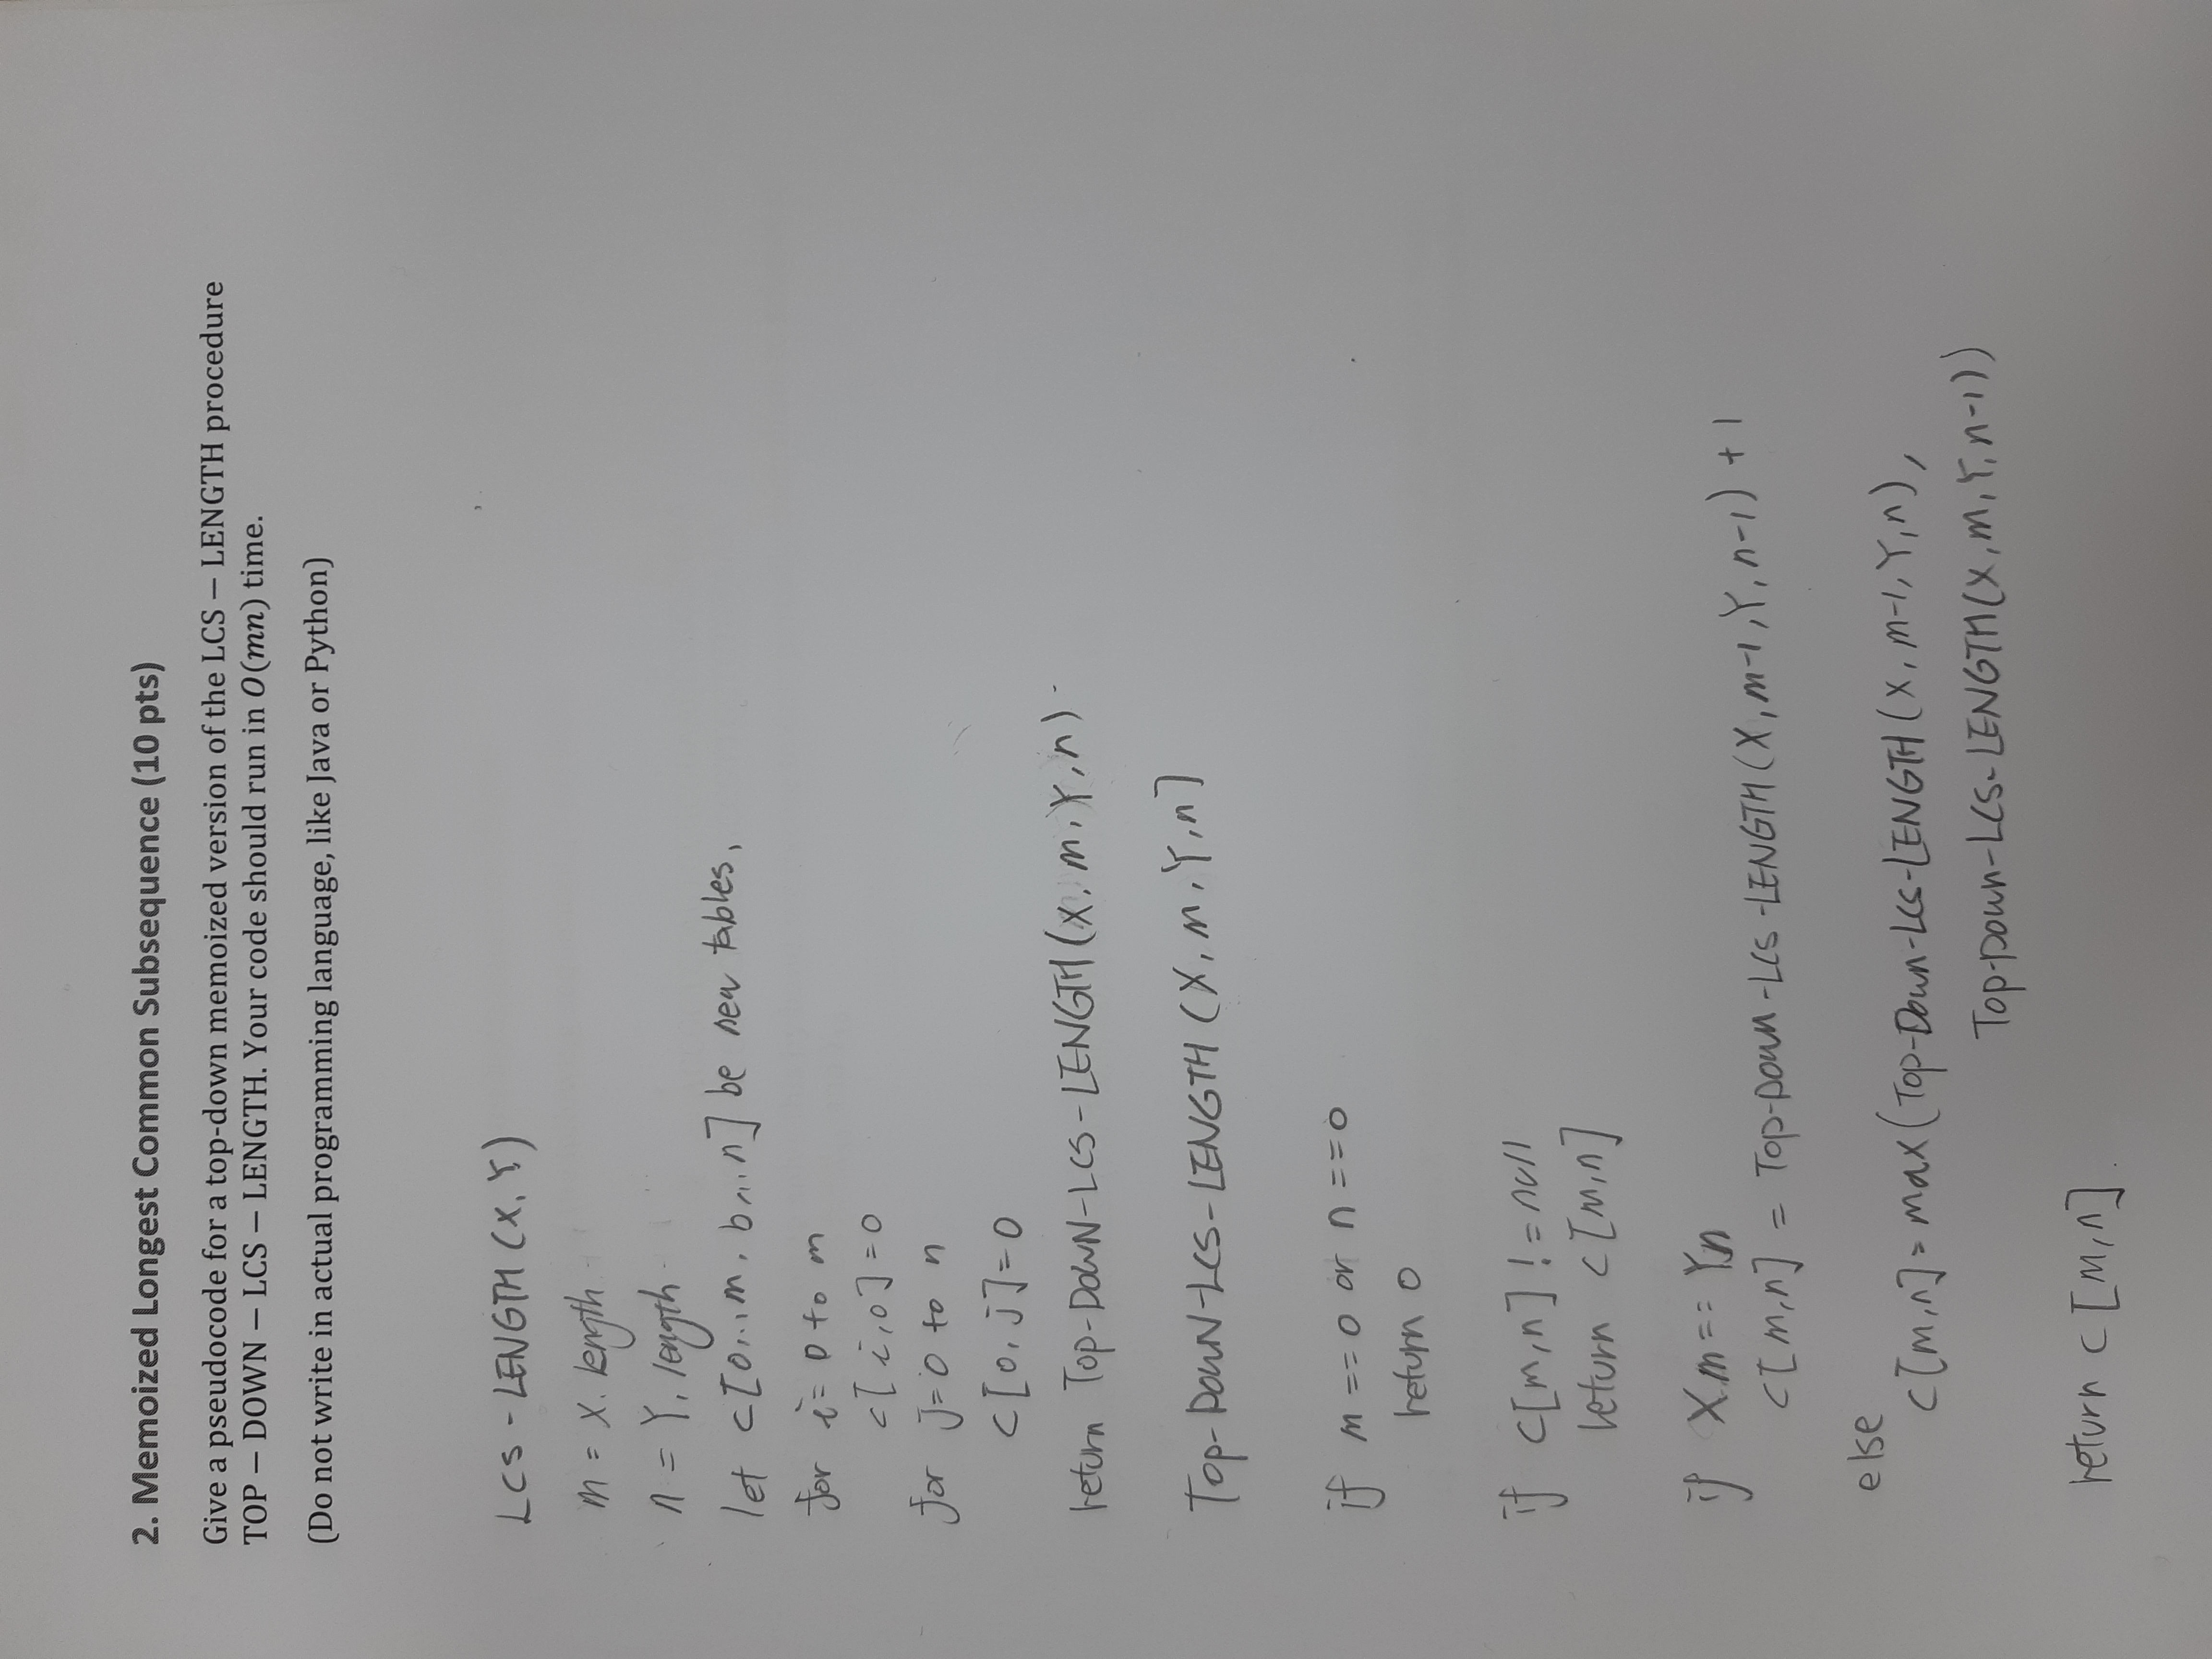 2. Memoized Longest Common Subsequence (10 pts)
Give a pseudocode for a top-down memoized version of the LCS – LENGTH procedure
TOP – DOWN – LCS – LENGTH. Your code should run in O(mn) time.
(Do not write in actual programming language, like Java or Python)
LCS - LENGTH (X, Y)
m = X. length
n = Y. length
let c[0...m, 0...n] be new tables,
for i = 0 to m
c[i,0] = 0
for j=0 to n
c[0,j]=0
return Top-DOWN-LCS-LENGTH(X, m, Y, n)
Top-DOWN-LCS-LENGTH (X, m, Y, n]
if m == 0 or n == 0
return 0
if c[m,n] != null
return c[m,n]
if Xm == Yn
c[m,n] = Top-Down-LCS-LENGTH(X, m-1, Y, n-1) + 1
else
c[m,n] = max(Top-Down-LCS-LENGTH(X, m-1, Y, n),
Top-Down-LCS-LENGTH(X, m, Y, n-1))
return c[m,n].